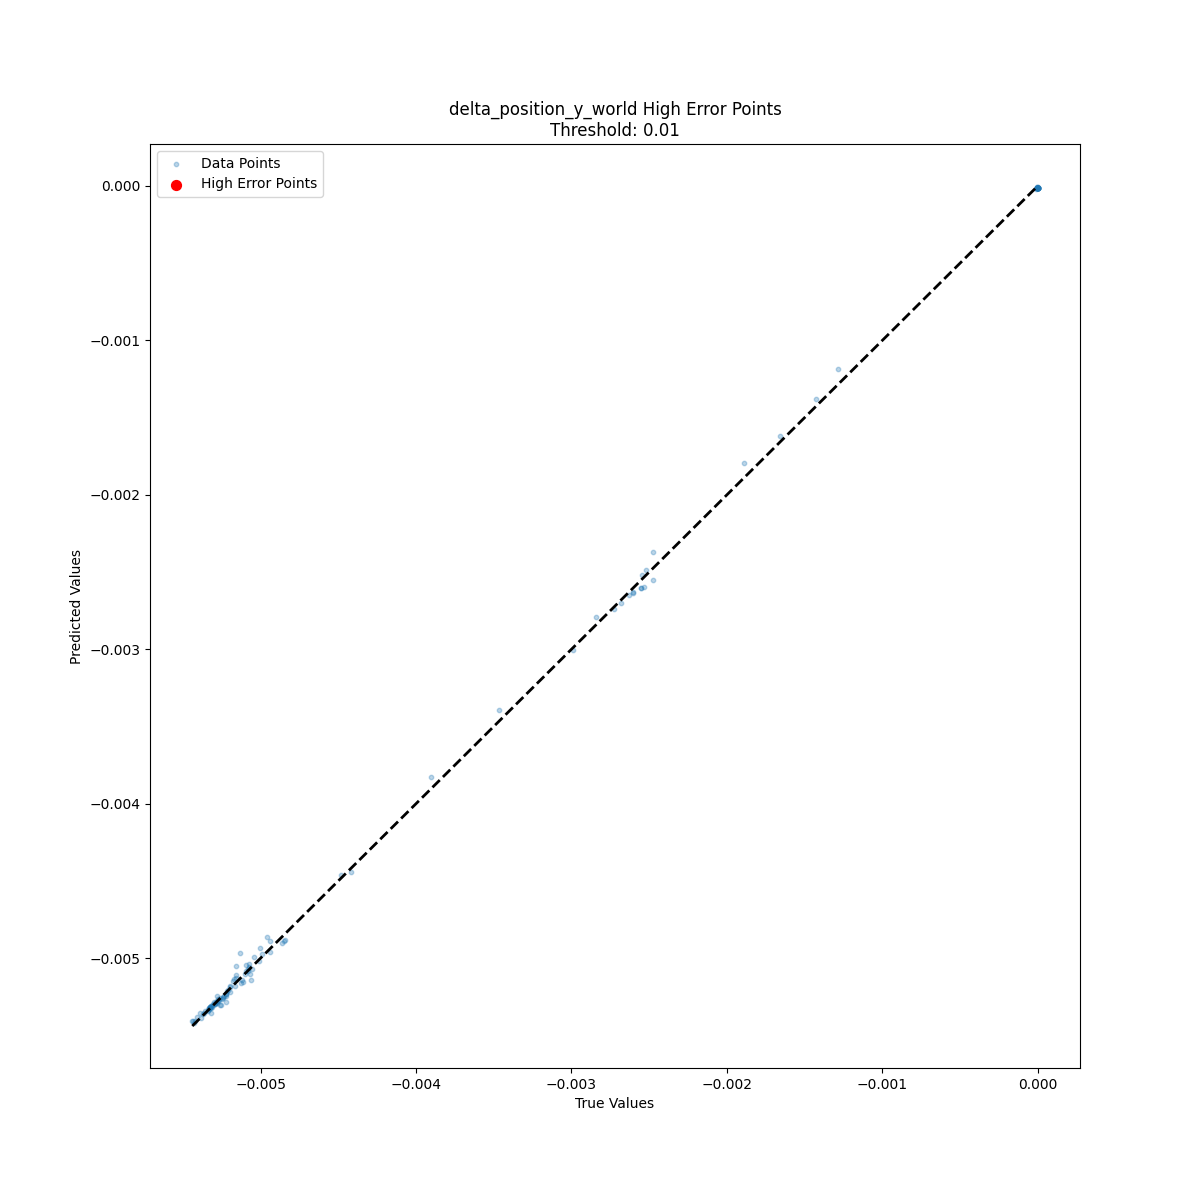 delta_position_y_world High Error Points
Threshold: 0.01
Data Points
High Error Points
0.000
−0.001
−0.002
−0.003
−0.004
−0.005
Predicted Values
−0.005 −0.004 −0.003 −0.002 −0.001 0.000
True Values